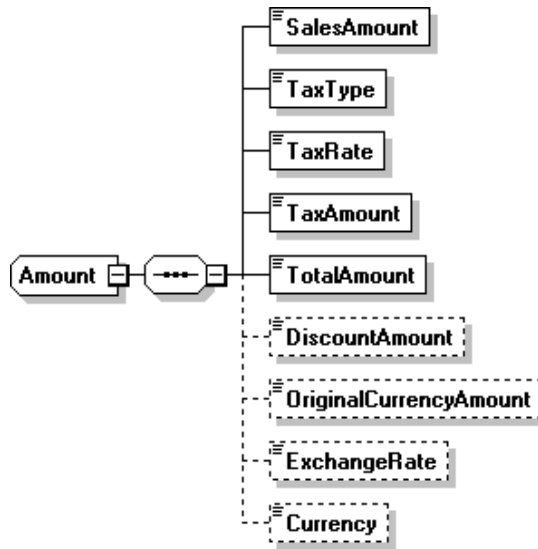 SalesAmount
TaxType
TaxRate
TaxAmount
Amount
TotalAmount
DiscountAmount
OriginalCurrencyAmount
ExchangeRate
Currency